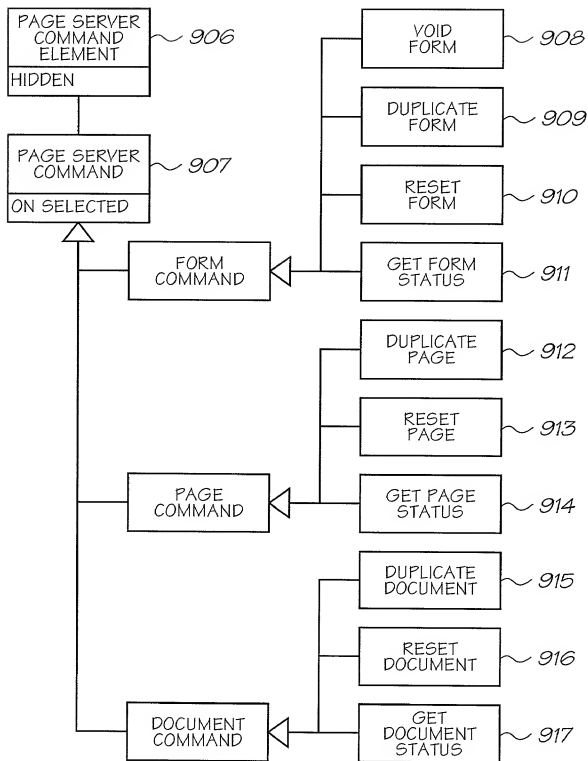 PAGE SERVER
COMMAND
ELEMENT
906
HIDDEN
PAGE SERVER
COMMAND
907
ON SELECTED
FORM
COMMAND
VOID
FORM
908
DUPLICATE
FORM
909
RESET
FORM
910
GET FORM
STATUS
911
PAGE
COMMAND
DUPLICATE
PAGE
912
RESET
PAGE
913
GET PAGE
STATUS
914
DOCUMENT
COMMAND
DUPLICATE
DOCUMENT
915
RESET
DOCUMENT
916
GET
DOCUMENT
STATUS
917